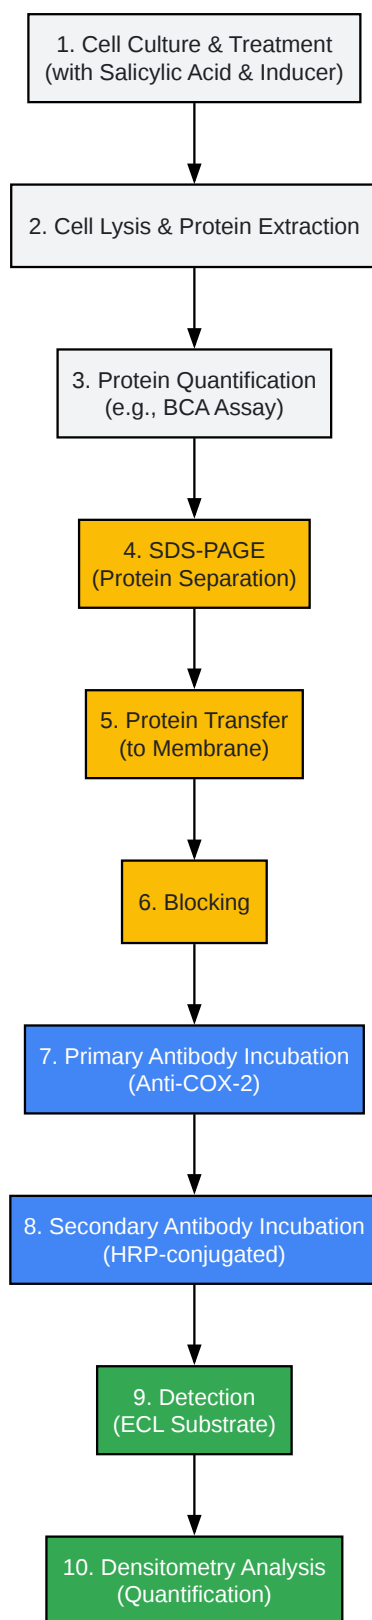 1. Cell Culture & Treatment
(with Salicylic Acid & Inducer)
2. Cell Lysis & Protein Extraction
3. Protein Quantification
(e.g., BCA Assay)
4. SDS-PAGE
(Protein Separation)
5. Protein Transfer
(to Membrane)
6. Blocking
7. Primary Antibody Incubation
(Anti-COX-2)
8. Secondary Antibody Incubation
(HRP-conjugated)
9. Detection
(ECL Substrate)
10. Densitometry Analysis
(Quantification)